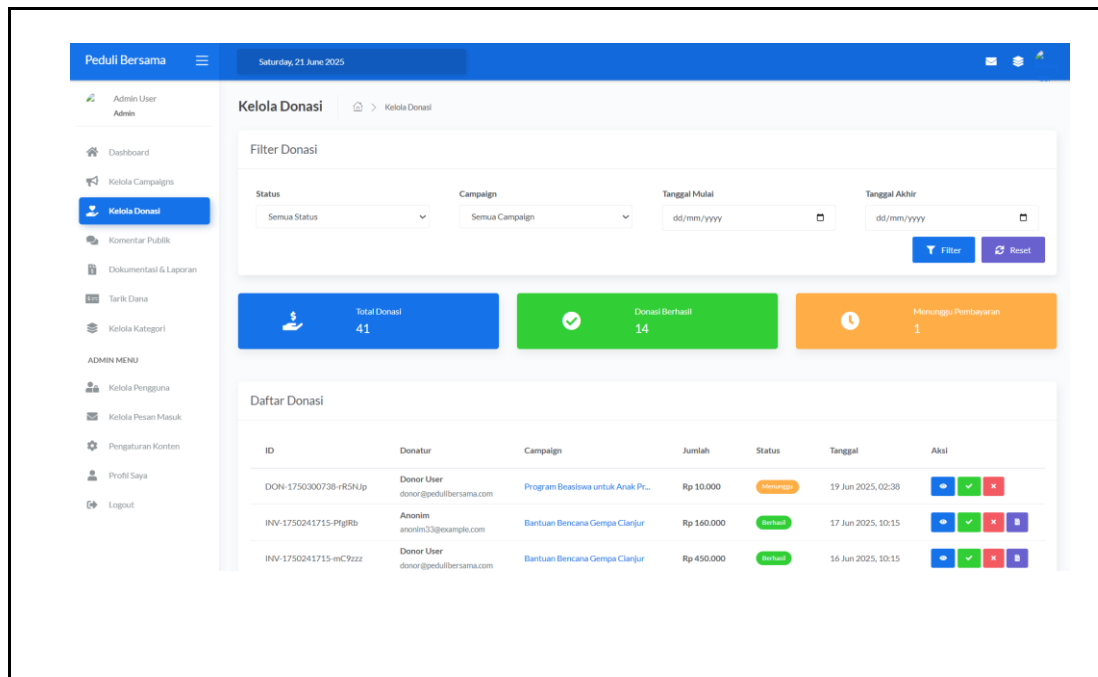 Peduli Bersama
Saturday, 21 June 2025
Admin User
Admin
Dashboard
Kelola Campaigns
Kelola Donasi
Komentar Publik
Dokumentasi & Laporan
Tarik Dana
Kelola Kategori
ADMIN MENU
Kelola Pengguna
Kelola Pesan Masuk
Pengaturan Konten
Profil Saya
Logout
Kelola Donasi
> Kelola Donasi
Filter Donasi
Status Campaign Tanggal Mulai Tanggal Akhir
Semua Status Semua Campaign dd/mm/yyyy dd/mm/yyyy
Filter Reset
Total Donasi
41
Donasi Berhasil
14
Menunggu Pembayaran
1
Daftar Donasi
ID Donatur Campaign Jumlah Status Tanggal Aksi
DON-1750300738-rR5NJp Donor User Program Beasiswa untuk Anak Pr... Rp 10.000 Menunggu 19 Jun 2025, 02:38
donor@pedulibersama.com
INV-1750241715-PfglRb Anonim Bantuan Bencana Gempa Cianjur Rp 160.000 Berhasil 17 Jun 2025, 10:15
anonim33@example.com
INV-1750241715-mC9zzz Donor User Bantuan Bencana Gempa Cianjur Rp 450.000 Berhasil 16 Jun 2025, 10:15
donor@pedulibersama.com